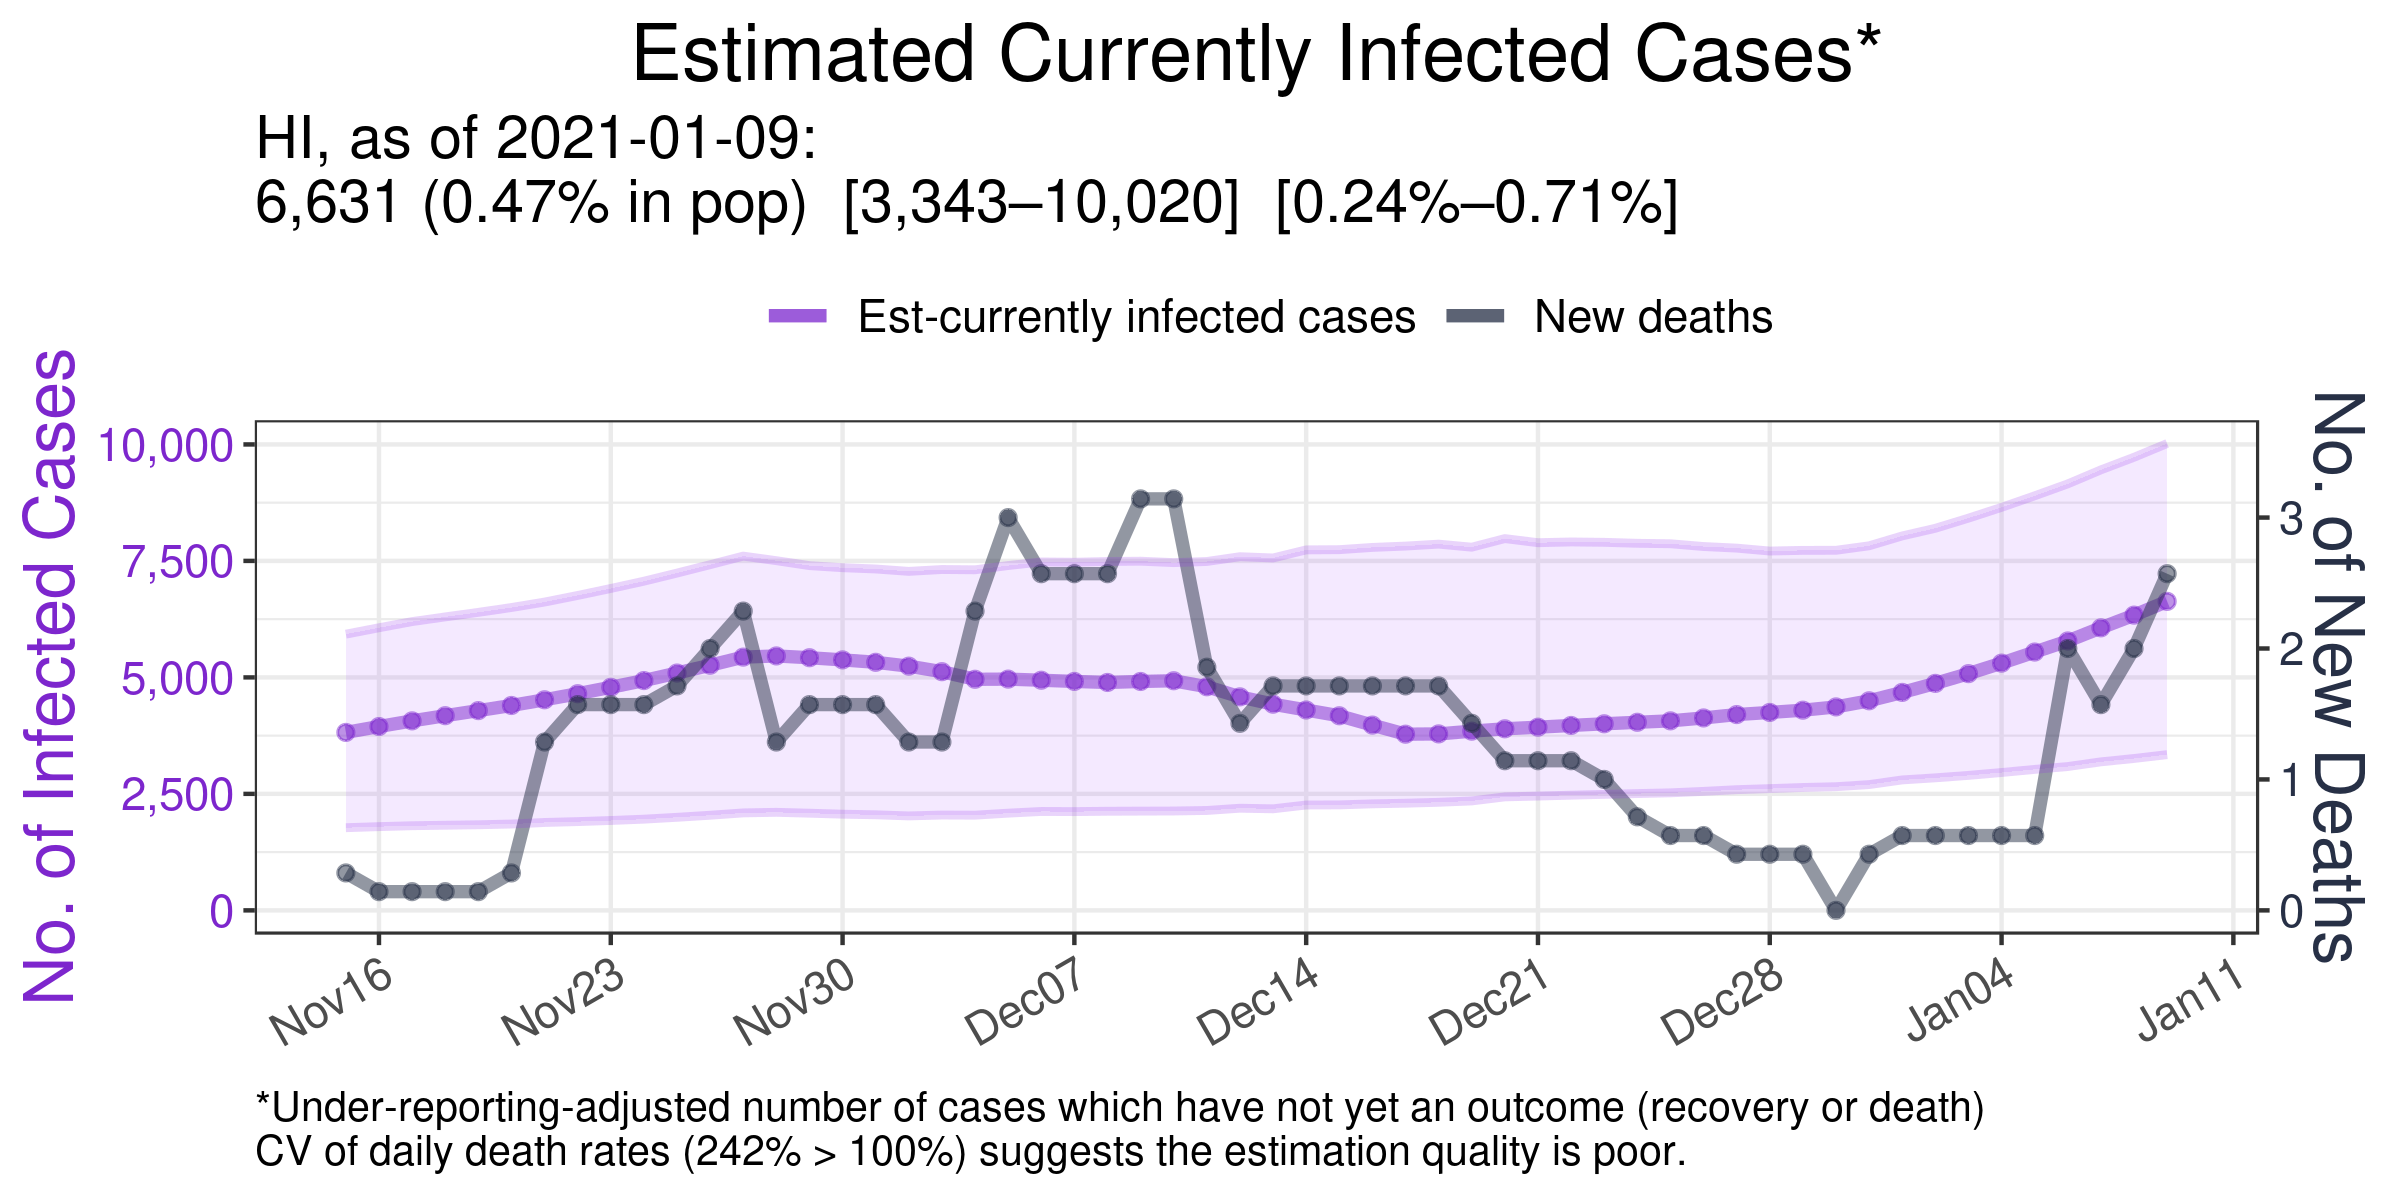 Estimated Currently Infected Cases*
HI, as of 2021-01-09:
6,631 (0.47% in pop)  [3,343–10,020]  [0.24%–0.71%]
Est-currently infected cases
New deaths
No. of Infected Cases
10,000
7,500
5,000
2,500
0
No. of New Deaths
3
2
1
0
Nov16
Nov23
Nov30
Dec07
Dec14
Dec21
Dec28
Jan04
Jan11
*Under-reporting-adjusted number of cases which have not yet an outcome (recovery or death)
CV of daily death rates (242% > 100%) suggests the estimation quality is poor.